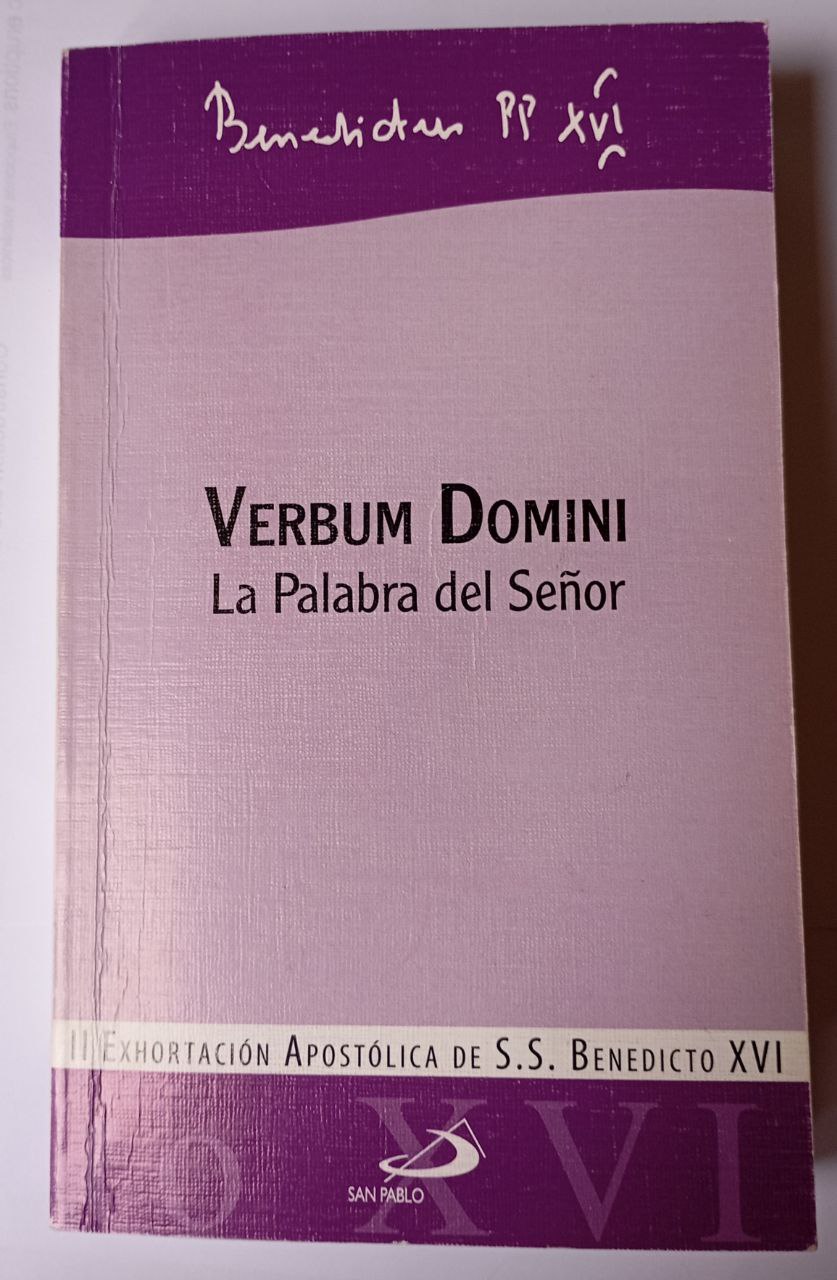 Benedictus PP XVI
VERBUM DOMINI
La Palabra del Señor
II EXHORTACIÓN APOSTÓLICA DE S.S. BENEDICTO XVI
O XVI
SAN PABLO